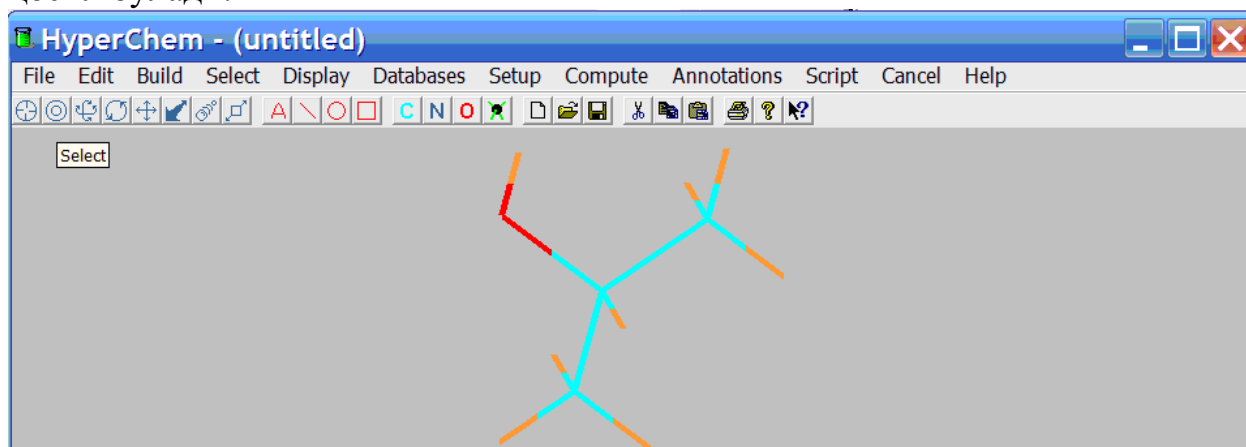 HyperChem - (untitled)
File Edit Build Select Display Databases Setup Compute Annotations Script Cancel Help
A C N O ? ?
Select